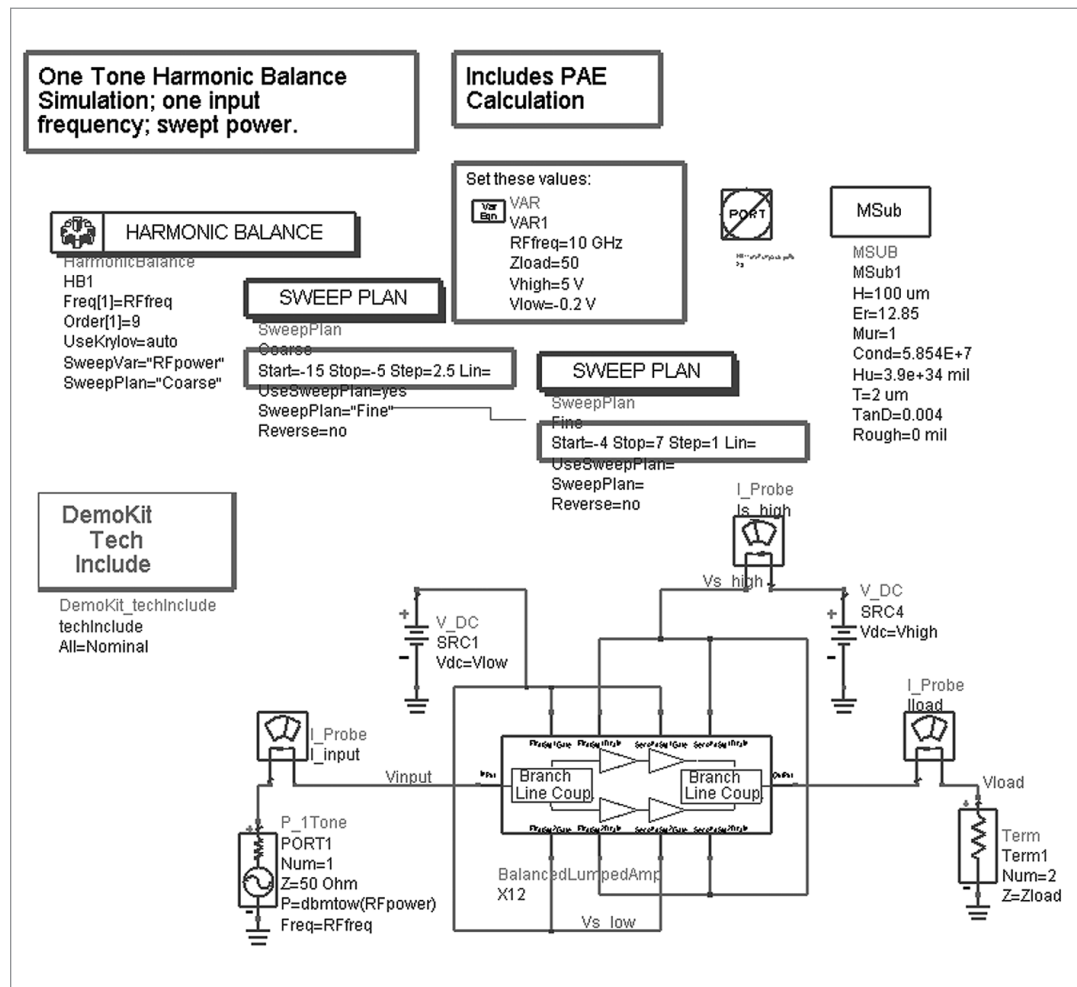 One Tone Harmonic Balance
Simulation; one input
frequency; swept power.
Includes PAE
Calculation
Set these values:
Var
Eqn
VAR
VAR1
RFfreq=10 GHz
Zload=50
Vhigh=5 V
Vlow=-0.2 V
PORT
MSub
MSUB
MSub1
H=100 um
Er=12.85
Mur=1
Cond=5.854E+7
Hu=3.9e+34 mil
T=2 um
TanD=0.004
Rough=0 mil
HARMONIC BALANCE
HarmonicBalance
HB1
Freq[1]=RFfreq
Order[1]=9
UseKrylov=auto
SweepVar="RFpower"
SweepPlan="Coarse"
SWEEP PLAN
SweepPlan
Coarse
Start=-15 Stop=-5 Step=2.5 Lin=
UseSweepPlan=yes
SweepPlan="Fine"
Reverse=no
SWEEP PLAN
SweepPlan
Fine
Start=-4 Stop=7 Step=1 Lin=
UseSweepPlan=
SweepPlan=
Reverse=no
DemoKit
Tech
Include
DemoKit_techInclude
techInclude
All=Nominal
I_Probe
Is_high
Vs_high
V_DC
SRC1
Vdc=Vlow
V_DC
SRC4
Vdc=Vhigh
I_Probe
I_input
Vinput
I_Probe
Iload
Vload
Branch
Line Coup.
Branch
Line Coup.
P_1Tone
PORT1
Num=1
Z=50 Ohm
P=dbmtow(RFpower)
Freq=RFfreq
BalancedLumpedAmp
X12
Vs_low
Term
Term1
Num=2
Z=Zload